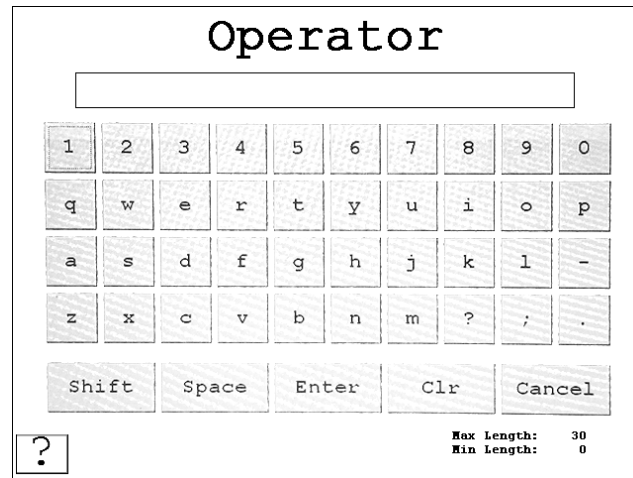 Operator
1 2 3 4 5 6 7 8 9 0
q w e r t y u i o p
a s d f g h j k l -
z x c v b n m ? ; .
Shift Space Enter Clr Cancel
Max Length: 30
Min Length: 0
?